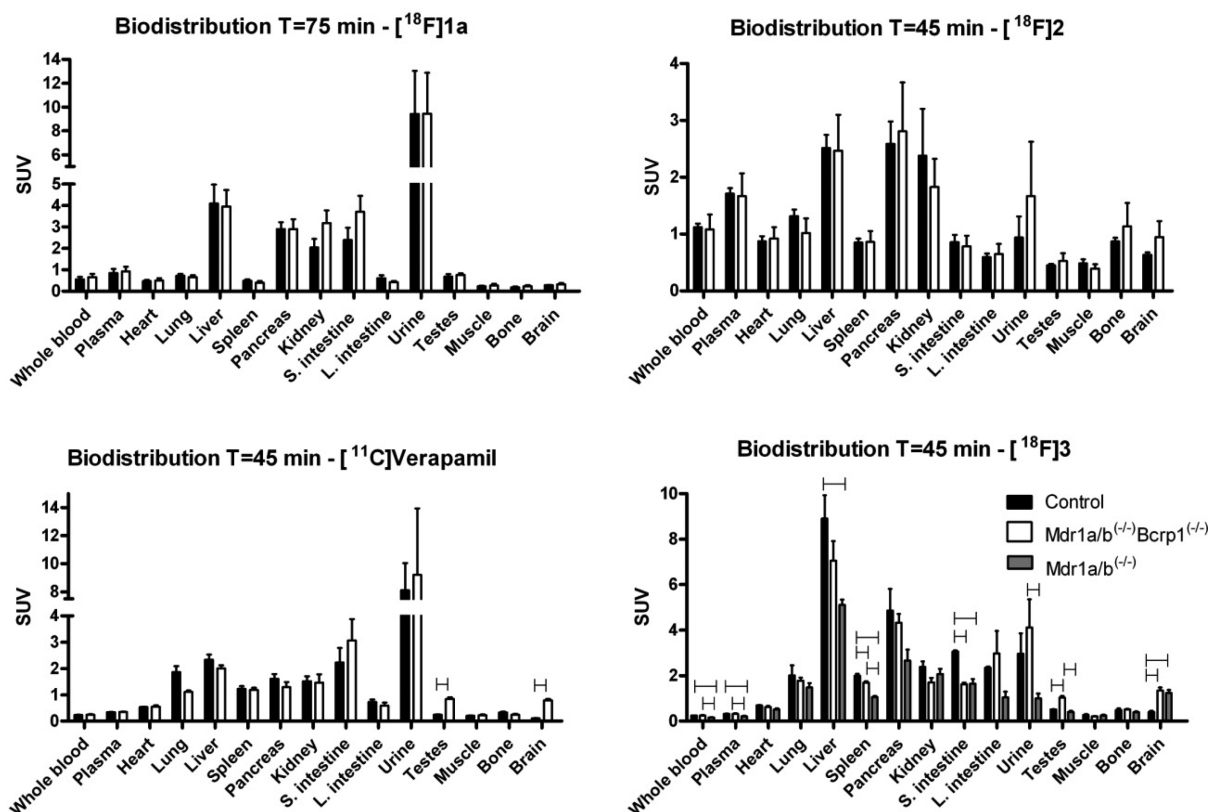 Biodistribution T=75 min - [¹⁸F]1a
SUV
14
12
10
8
6
5
4
3
2
1
0
Whole blood
Plasma
Heart
Lung
Liver
Spleen
Pancreas
Kidney
S. intestine
L. intestine
Urine
Testes
Muscle
Bone
Brain
Biodistribution T=45 min - [¹⁸F]2
SUV
4
3
2
1
0
Whole blood
Plasma
Heart
Lung
Liver
Spleen
Pancreas
Kidney
S. intestine
L. intestine
Urine
Testes
Muscle
Bone
Brain
Biodistribution T=45 min - [¹¹C]Verapamil
SUV
14
12
10
8
4
3
2
1
0
Whole blood
Plasma
Heart
Lung
Liver
Spleen
Pancreas
Kidney
S. intestine
L. intestine
Urine
Testes
Muscle
Bone
Brain
Biodistribution T=45 min - [¹⁸F]3
SUV
10
8
6
4
2
0
Control
Mdr1a/b⁽⁻/⁻⁾Bcrp1⁽⁻/⁻⁾
Mdr1a/b⁽⁻/⁻⁾
Whole blood
Plasma
Heart
Lung
Liver
Spleen
Pancreas
Kidney
S. intestine
L. intestine
Urine
Testes
Muscle
Bone
Brain